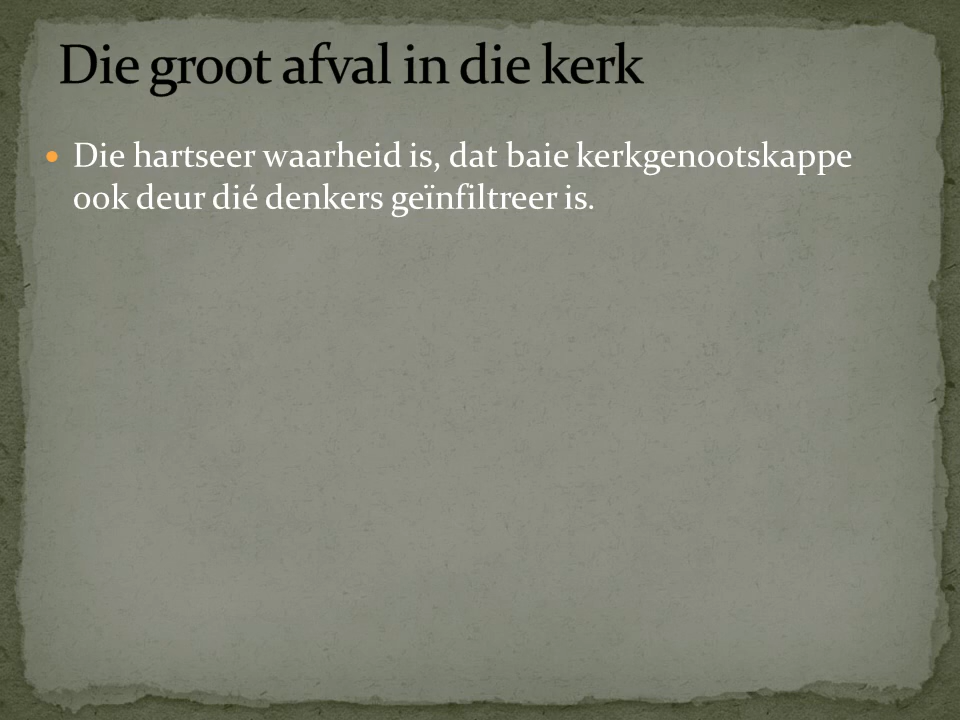 Die groot afval in die kerk
Die hartseer waarheid is, dat baie kerkgenootskappe
ook deur dié denkers geïnfiltreer is.